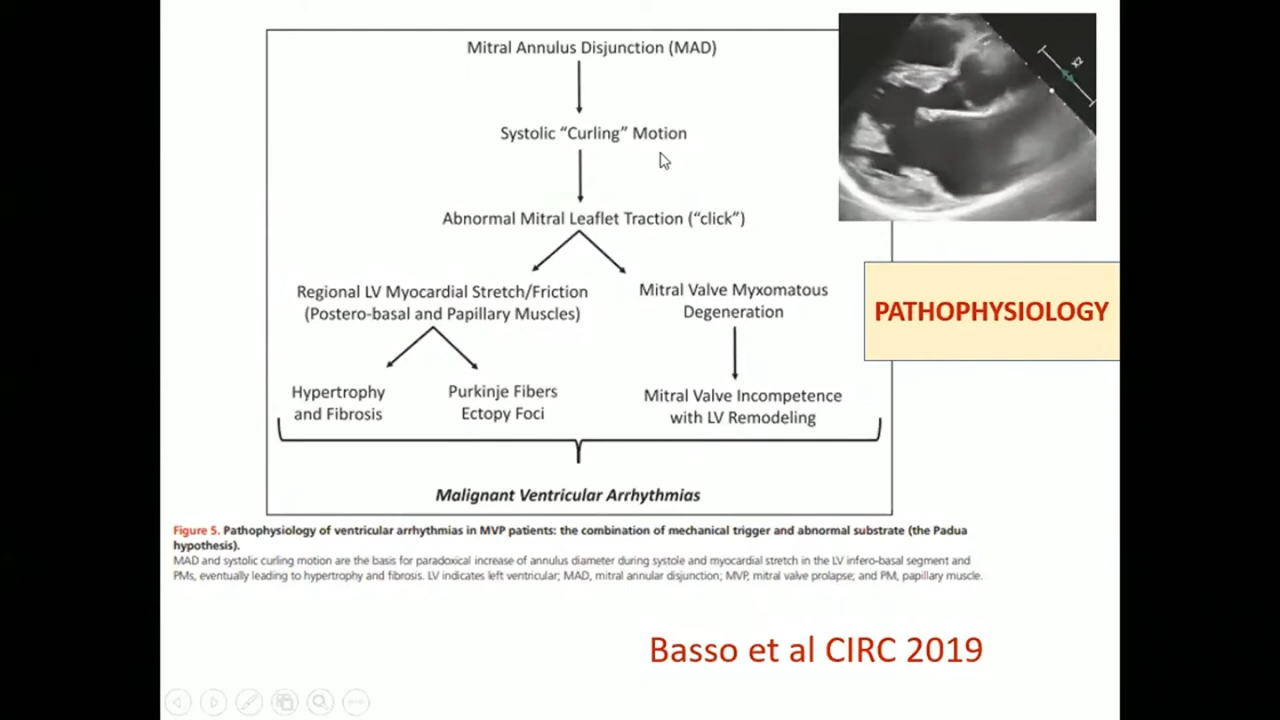 Mitral Annulus Disjunction (MAD)
Systolic “Curling” Motion
Abnormal Mitral Leaflet Traction (“click”)
Regional LV Myocardial Stretch/Friction
(Postero-basal and Papillary Muscles)
Mitral Valve Myxomatous
Degeneration
Hypertrophy
and Fibrosis
Purkinje Fibers
Ectopy Foci
Mitral Valve Incompetence
with LV Remodeling
Malignant Ventricular Arrhythmias
x2
PATHOPHYSIOLOGY
Figure 5. Pathophysiology of ventricular arrhythmias in MVP patients: the combination of mechanical trigger and abnormal substrate (the Padua
hypothesis).
MAD and systolic curling motion are the basis for paradoxical increase of annulus diameter during systole and myocardial stretch in the LV infero-basal segment and
PMs, eventually leading to hypertrophy and fibrosis. LV indicates left ventricular; MAD, mitral annular disjunction; MVP, mitral valve prolapse; and PM, papillary muscle.
Basso et al CIRC 2019